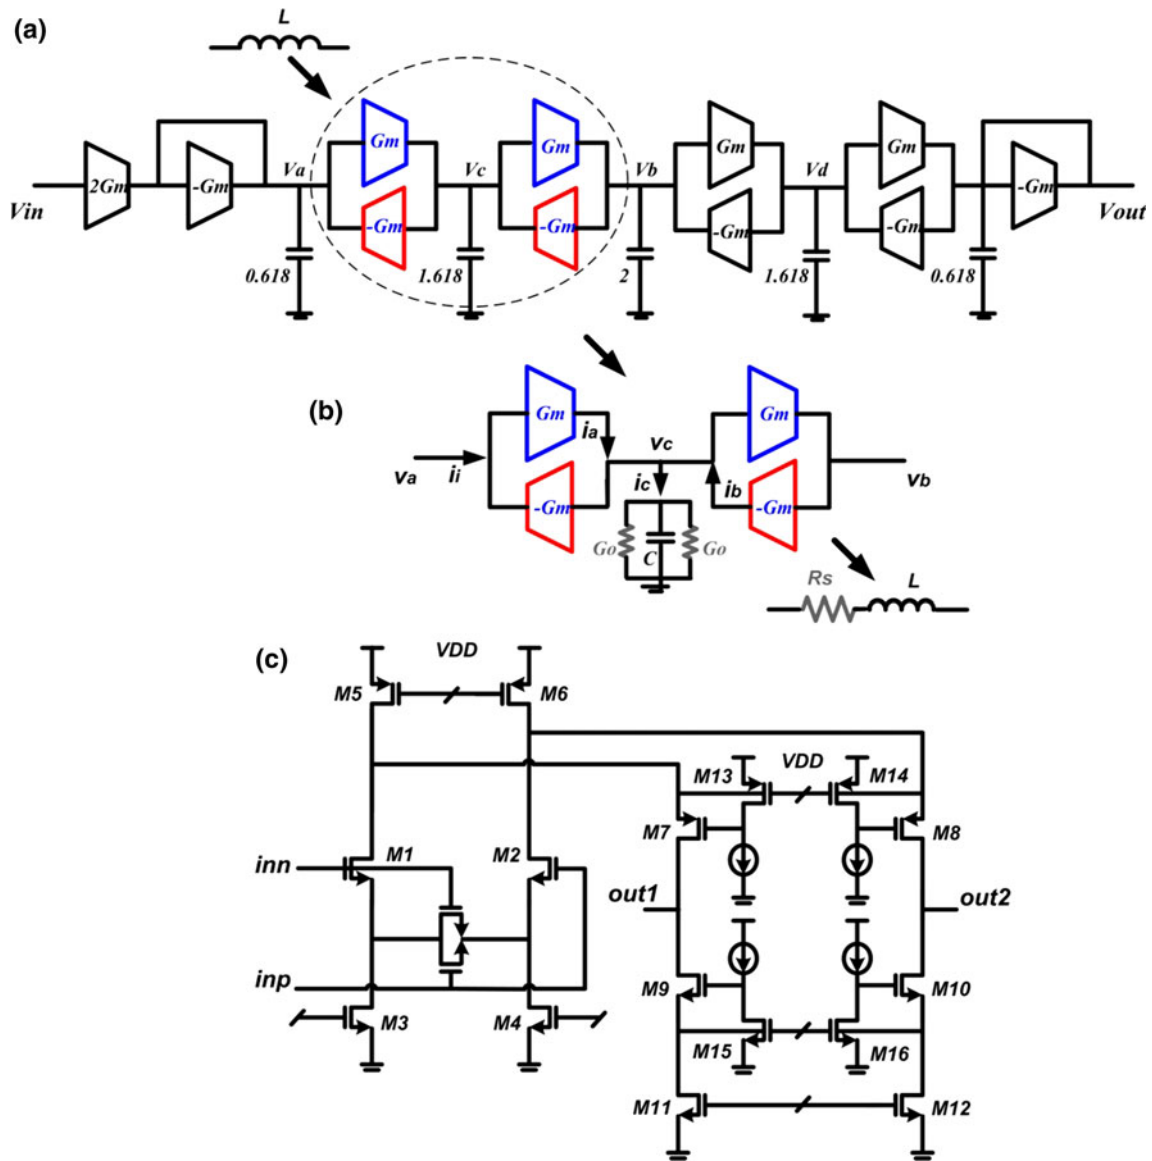 (a)
L
Gm
Gm
Gm
Gm
2Gm
-Gm
Va
Vc
Vb
Vd
-Gm
Vin
-Gm
-Gm
-Gm
-Gm
Vout
0.618
1.618
2
1.618
0.618
(b)
Gm
ia
vc
Gm
va
ii
-Gm
ic
ib
-Gm
vb
Go
C
Go
Rs
L
(c)
VDD
M5
M6
M13
VDD
M14
M7
M8
inn
M1
M2
out1
out2
inp
M9
M10
M3
M4
M15
M16
M11
M12